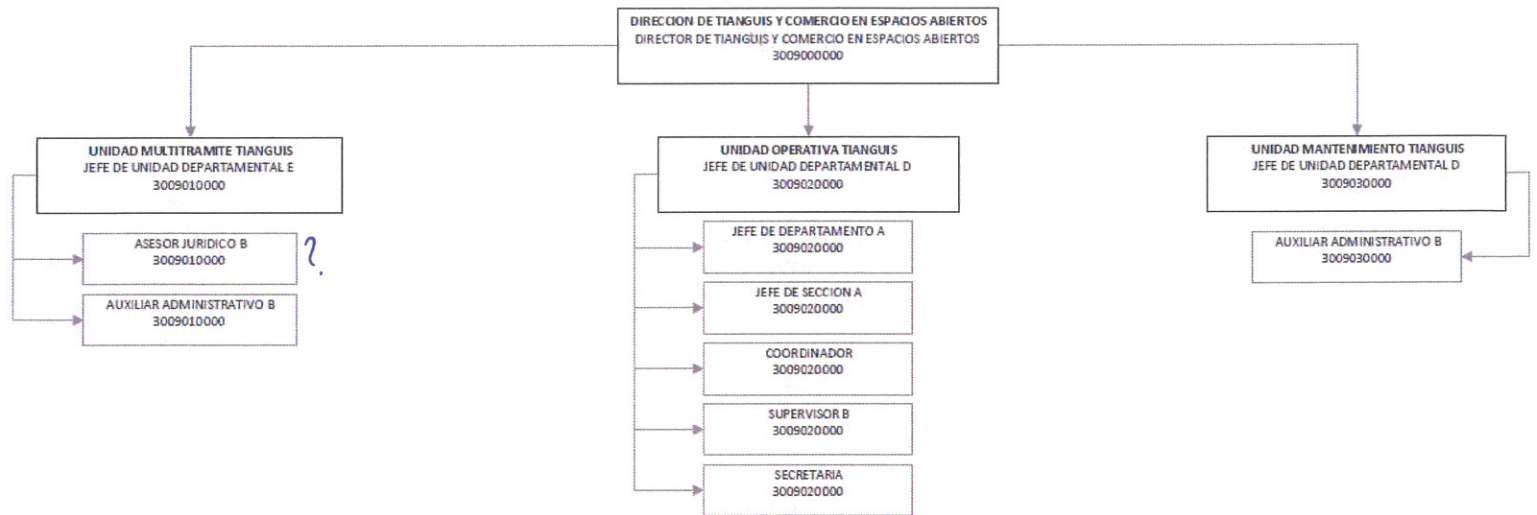 DIRECCION DE TIANGUIS Y COMERCIO EN ESPACIOS ABIERTOS
DIRECTOR DE TIANGUIS Y COMERCIO EN ESPACIOS ABIERTOS
3009000000
UNIDAD MULTITRAMITE TIANGUIS
JEFE DE UNIDAD DEPARTAMENTAL E
3009010000
ASESOR JURIDICO B
3009010000
?
AUXILIAR ADMINISTRATIVO B
3009010000
UNIDAD OPERATIVA TIANGUIS
JEFE DE UNIDAD DEPARTAMENTAL D
3009020000
JEFE DE DEPARTAMENTO A
3009020000
JEFE DE SECCION A
3009020000
COORDINADOR
3009020000
SUPERVISOR B
3009020000
SECRETARIA
3009020000
UNIDAD MANTENIMIENTO TIANGUIS
JEFE DE UNIDAD DEPARTAMENTAL D
3009030000
AUXILIAR ADMINISTRATIVO B
3009030000